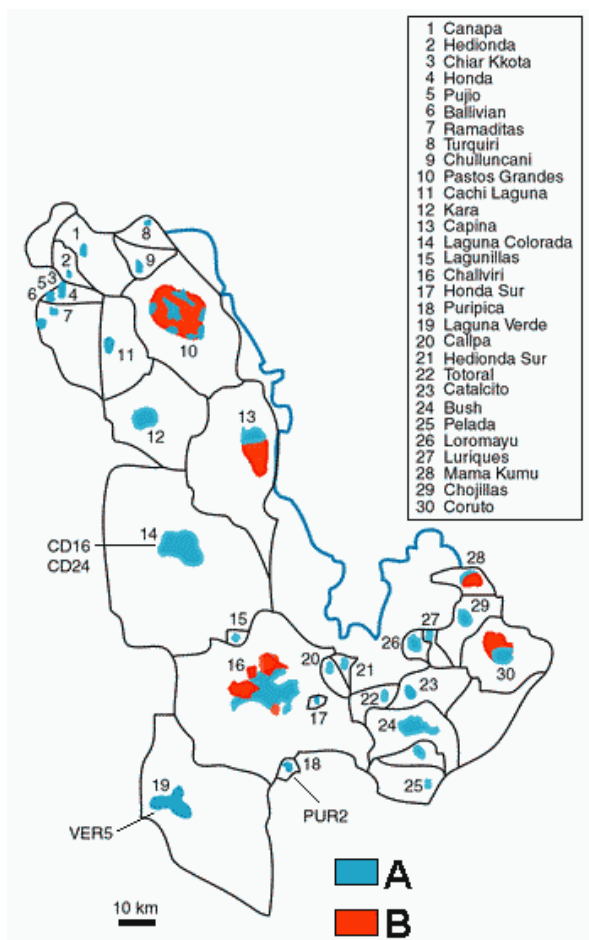 1 Canapa
2 Hedionda
3 Chiar Kkota
4 Honda
5 Pujio
6 Ballivian
7 Ramaditas
8 Turquiri
9 Chulluncani
10 Pastos Grandes
11 Cachi Laguna
12 Kara
13 Capina
14 Laguna Colorada
15 Lagunillas
16 Challviri
17 Honda Sur
18 Puripica
19 Laguna Verde
20 Callpa
21 Hedionda Sur
22 Totoral
23 Catalcito
24 Bush
25 Pelada
26 Loromayu
27 Luriques
28 Mama Kumu
29 Chojillas
30 Coruto
1
8
2
9
5
3
6
4
7
10
11
13
12
14
CD16
CD24
28
29
15
27
26
16
20
21
30
23
22
17
24
18
19
25
PUR2
VER5
A
10 km
B